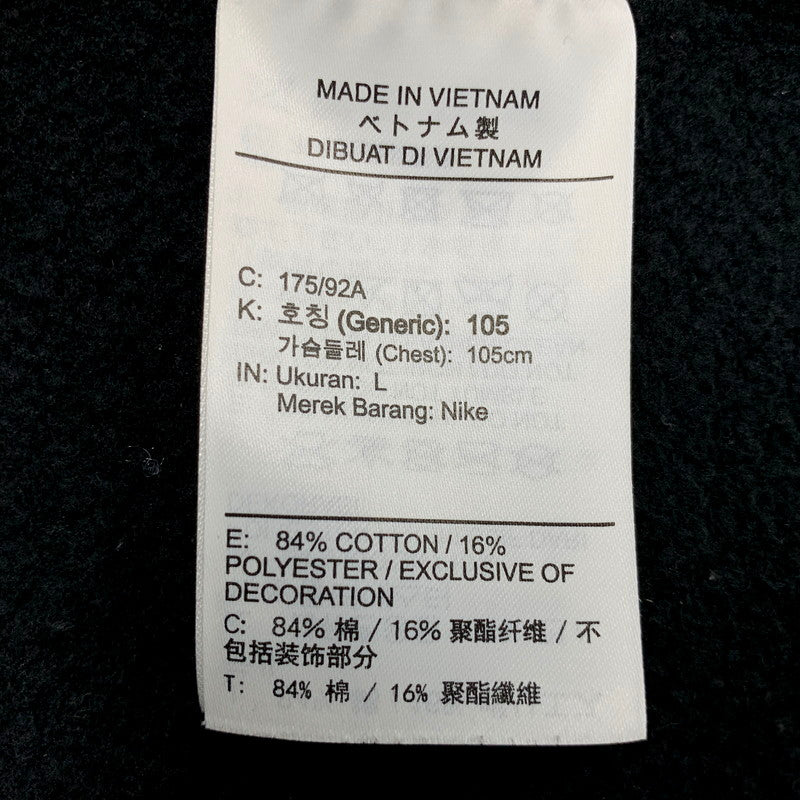 MADE IN VIETNAM
ベトナム製
DIBUAT DI VIETNAM
C: 175/92A
K: 호칭 (Generic): 105
가슴둘레 (Chest): 105cm
IN: Ukuran: L
Merek Barang: Nike
E: 84% COTTON / 16%
POLYESTER / EXCLUSIVE OF
DECORATION
C: 84% 棉 / 16% 聚酯纤维 / 不
包括装饰部分
T: 84% 棉 / 16% 聚酯纖維